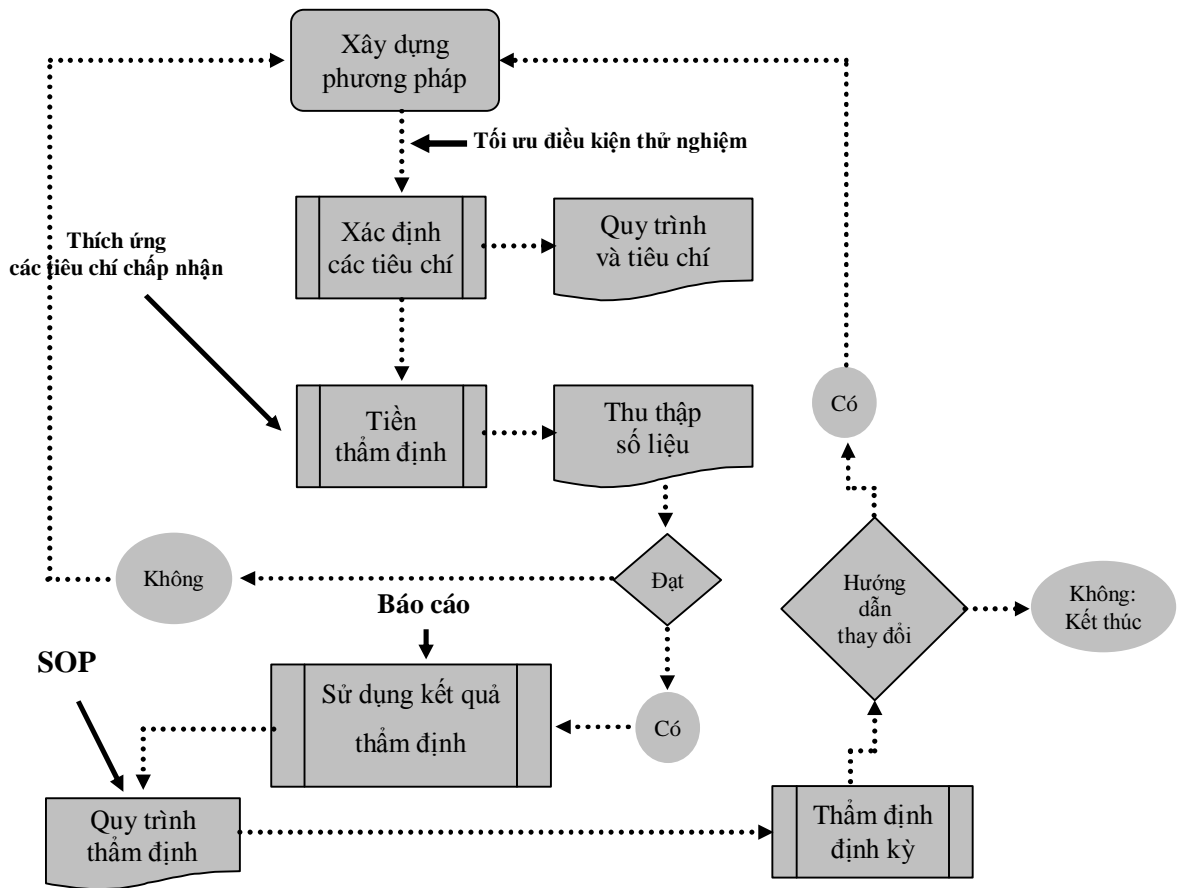 Xây dựng
phương pháp
Tối ưu điều kiện thử nghiệm
Xác định
các tiêu chí
Quy trình
và tiêu chí
Thích ứng
các tiêu chí chấp nhận
Tiền
thẩm định
Thu thập
số liệu
Có
Không
Đạt
Hướng
dẫn
thay đổi
Không:
Kết thúc
Báo cáo
SOP
Sử dụng kết quả
thẩm định
Có
Quy trình
thẩm định
Thẩm định
định kỳ